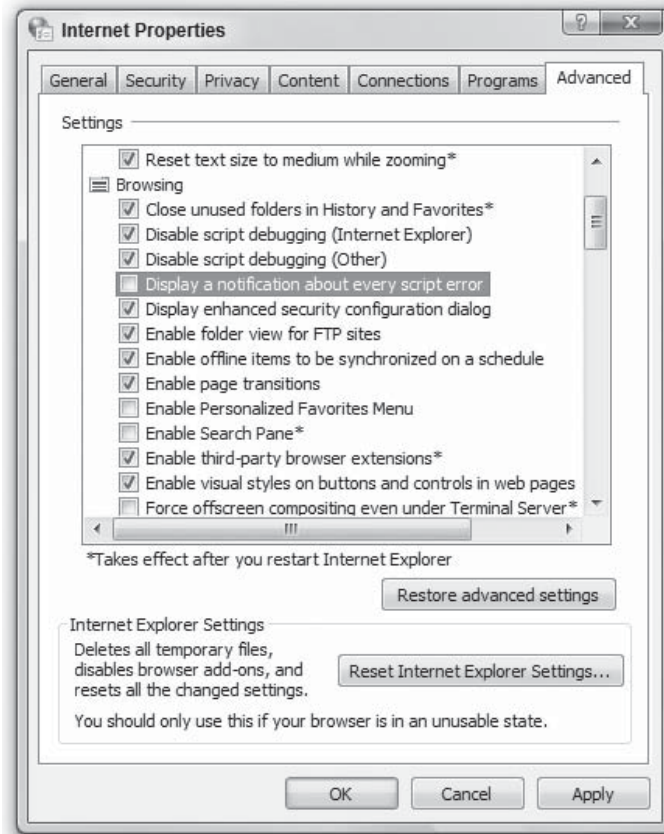 Internet Properties
General Security Privacy Content Connections Programs Advanced
Settings
Reset text size to medium while zooming*
Browsing
Close unused folders in History and Favorites*
Disable script debugging (Internet Explorer)
Disable script debugging (Other)
Display a notification about every script error
Display enhanced security configuration dialog
Enable folder view for FTP sites
Enable offline items to be synchronized on a schedule
Enable page transitions
Enable Personalized Favorites Menu
Enable Search Pane*
Enable third-party browser extensions*
Enable visual styles on buttons and controls in web pages
Force offscreen compositing even under Terminal Server*
*Takes effect after you restart Internet Explorer
Restore advanced settings
Internet Explorer Settings
Deletes all temporary files,
disables browser add-ons, and
resets all the changed settings.
Reset Internet Explorer Settings...
You should only use this if your browser is in an unusable state.
OK Cancel Apply